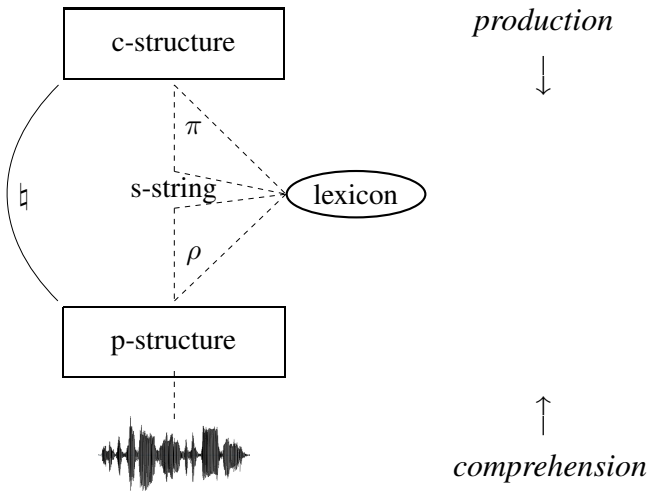 production
c-structure
↓
π
s-string
lexicon
♮
ρ
p-structure
↑
comprehension